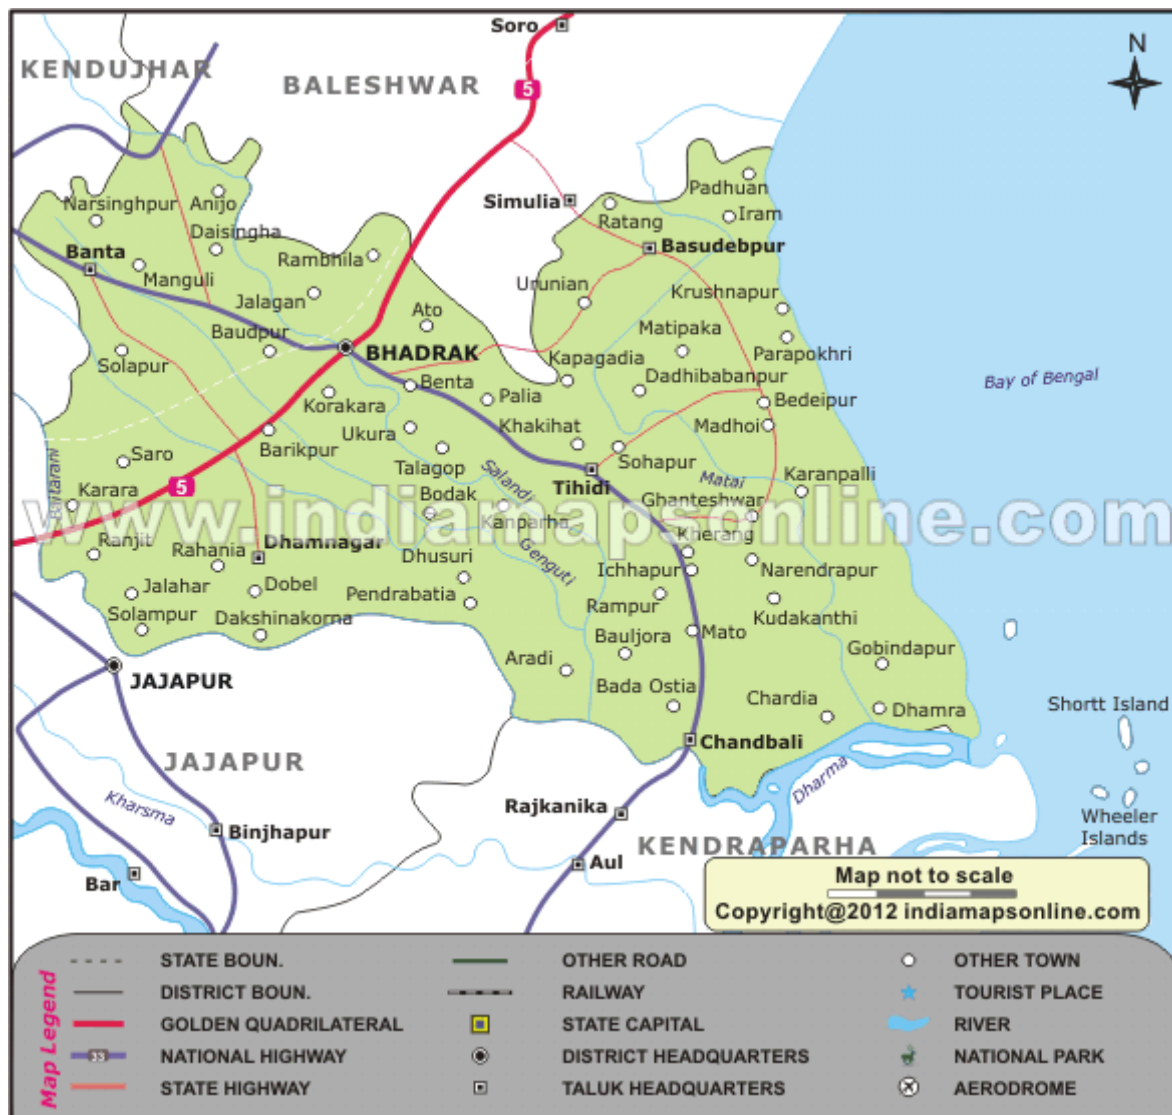 Soro
N
KENDUJHAR
BALESHWAR
5
Padhuan
Narsinghpur
Anijo
Simulia
Ratang
Iram
Daisingha
Banta
Rambhila
Basudebpur
Manguli
Urunian
Krushnapur
Jalagan
Ato
Baudpur
Matipaka
BHADRAK
Parapokhri
Solapur
Kapagadia
Bay of Bengal
Benta
Dadhibabanpur
Korakara
Palia
Bedeipur
Ukura
Khakihat
Madhoi
Barikpur
Saro
Talagop
Sohapur
Baitarani
Salandi
Matai
Karanpalli
5
Tihidi
Karara
Bodak
Ghanteshwar
www.indiamapsonline.com
Kanparha
Kherang
Ranjit
Rahania
Dhamnagar
Dhusuri
Genguti
Ichhapur
Narendrapur
Jalahar
Dobel
Pendrabatia
Rampur
Solampur
Dakshinakorna
Kudakanthi
Mato
Bauljora
Aradi
Gobindapur
JAJAPUR
Bada Ostia
Chardia
Dhamra
Shortt Island
Chandbali
JAJAPUR
Dharma
Kharsma
Rajkanika
Wheeler
Islands
Binjhapur
KENDRAPARHA
Aul
Bar
Map not to scale
Copyright@2012 indiamapsonline.com
Map Legend
STATE BOUN.
OTHER ROAD
OTHER TOWN
DISTRICT BOUN.
RAILWAY
TOURIST PLACE
GOLDEN QUADRILATERAL
STATE CAPITAL
RIVER
33
NATIONAL HIGHWAY
DISTRICT HEADQUARTERS
NATIONAL PARK
STATE HIGHWAY
TALUK HEADQUARTERS
AERODROME